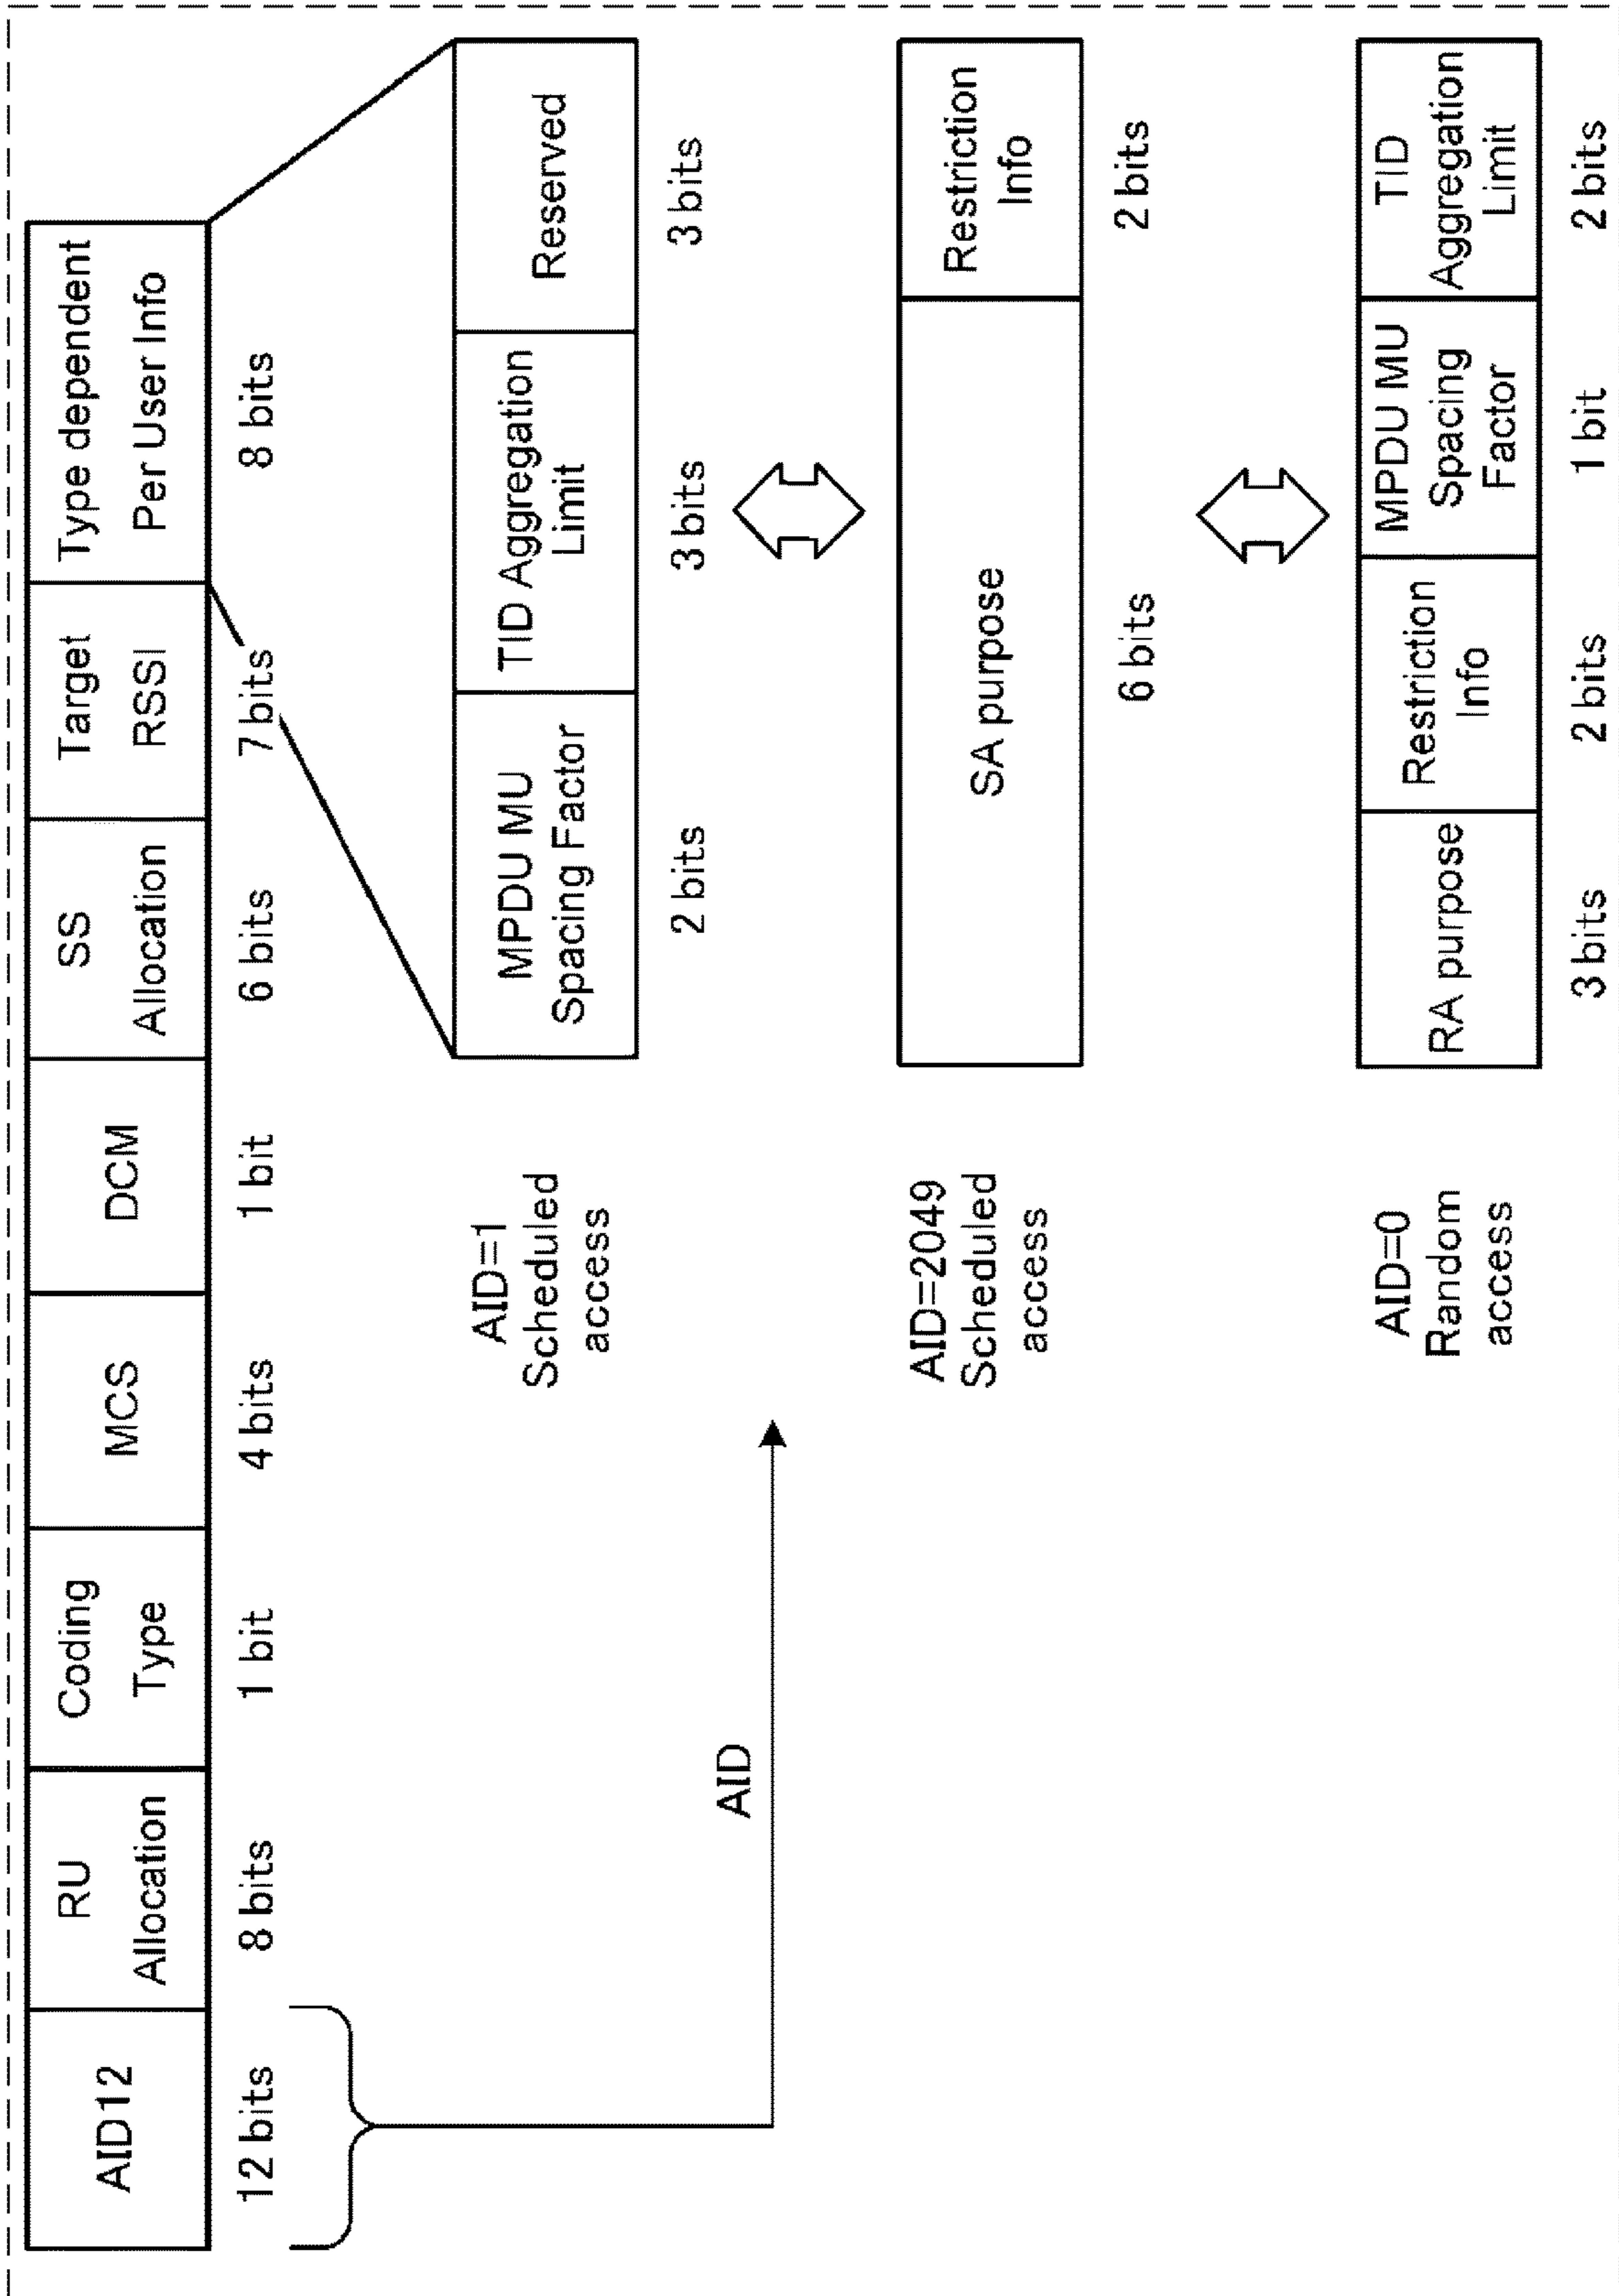 AID12
RU
Allocation
Coding
Type
MCS
DCM
SS
Allocation
Target
RSSI
Type dependent
Per User Info
12 bits
8 bits
1 bit
4 bits
1 bit
6 bits
7 bits
8 bits
AID
AID=1
Scheduled
access
MPDU MU
Spacing Factor
TID Aggregation
Limit
Reserved
2 bits
3 bits
3 bits
AID=2049
Scheduled
access
SA purpose
Restriction
Info
6 bits
2 bits
AID=0
Random
access
RA purpose
Restriction
Info
MPDU MU
Spacing
Factor
TID
Aggregation
Limit
3 bits
2 bits
1 bit
2 bits